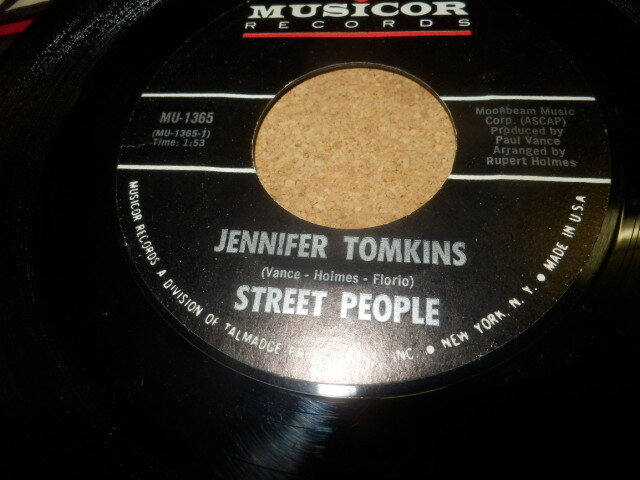 MUSICOR
RECORDS
MU-1365
(MU-1365-1)
Time: 1:53
Moonbeam Music
Corp. (ASCAP)
Produced by
Paul Vance
Arranged by
Rupert Holmes
JENNIFER TOMKINS
(Vance - Holmes - Florio)
STREET PEOPLE
MUSICOR RECORDS A DIVISION OF TALMADGE INC • NEW YORK, N. Y. • MADE IN U.S.A